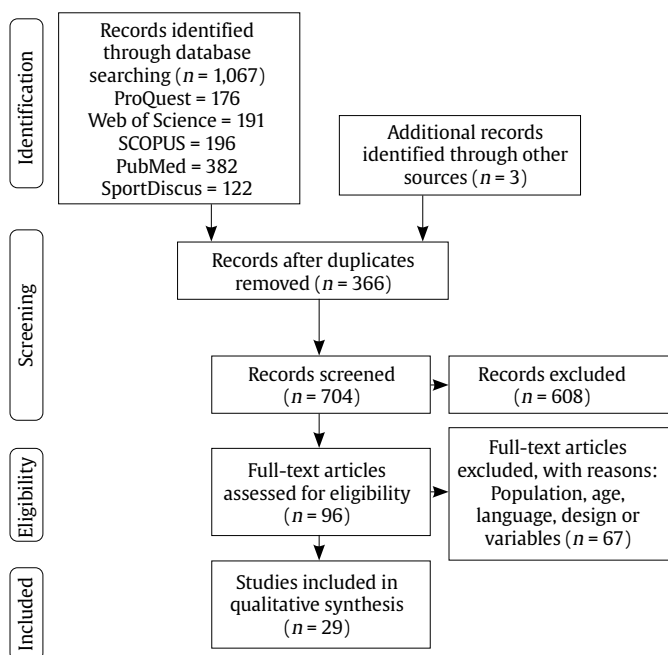 Identification
Records identified
through database
searching (n = 1,067)
ProQuest = 176
Web of Science = 191
SCOPUS = 196
PubMed = 382
SportDiscus = 122
Additional records
identified through other
sources (n = 3)
Screening
Records after duplicates
removed (n = 366)
Records screened
(n = 704)
Records excluded
(n = 608)
Eligibility
Full-text articles
assessed for eligibility
(n = 96)
Full-text articles
excluded, with reasons:
Population, age,
language, design or
variables (n = 67)
Included
Studies included in
qualitative synthesis
(n = 29)